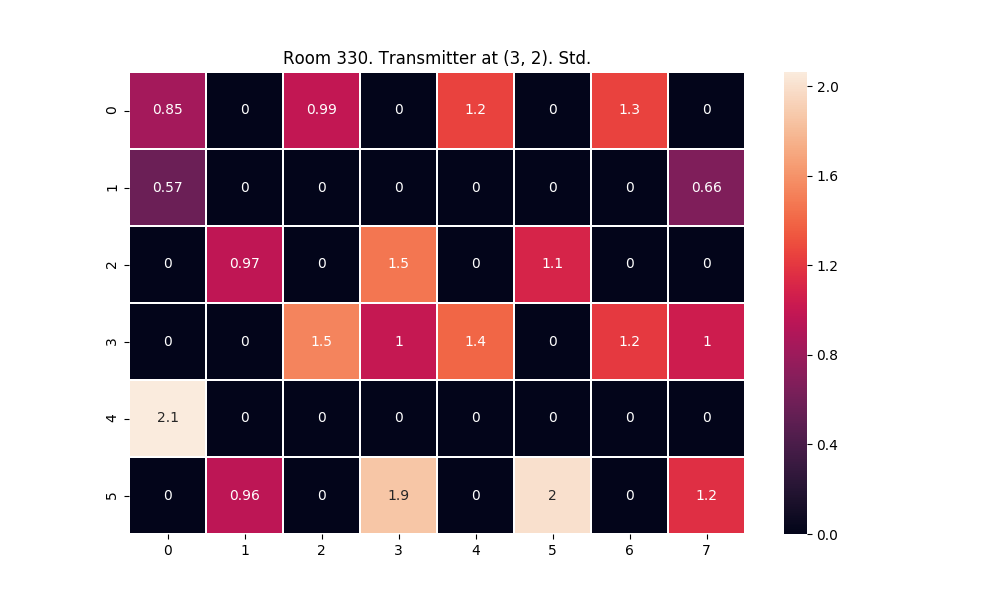 Room 330. Transmitter at (3, 2). Std.
0 0.85 0 0.99 0 1.2 0 1.3 0
1 0.57 0 0 0 0 0 0 0.66
2 0 0.97 0 1.5 0 1.1 0 0
3 0 0 1.5 1 1.4 0 1.2 1
4 2.1 0 0 0 0 0 0 0
5 0 0.96 0 1.9 0 2 0 1.2
0 1 2 3 4 5 6 7
2.0
1.6
1.2
0.8
0.4
0.0